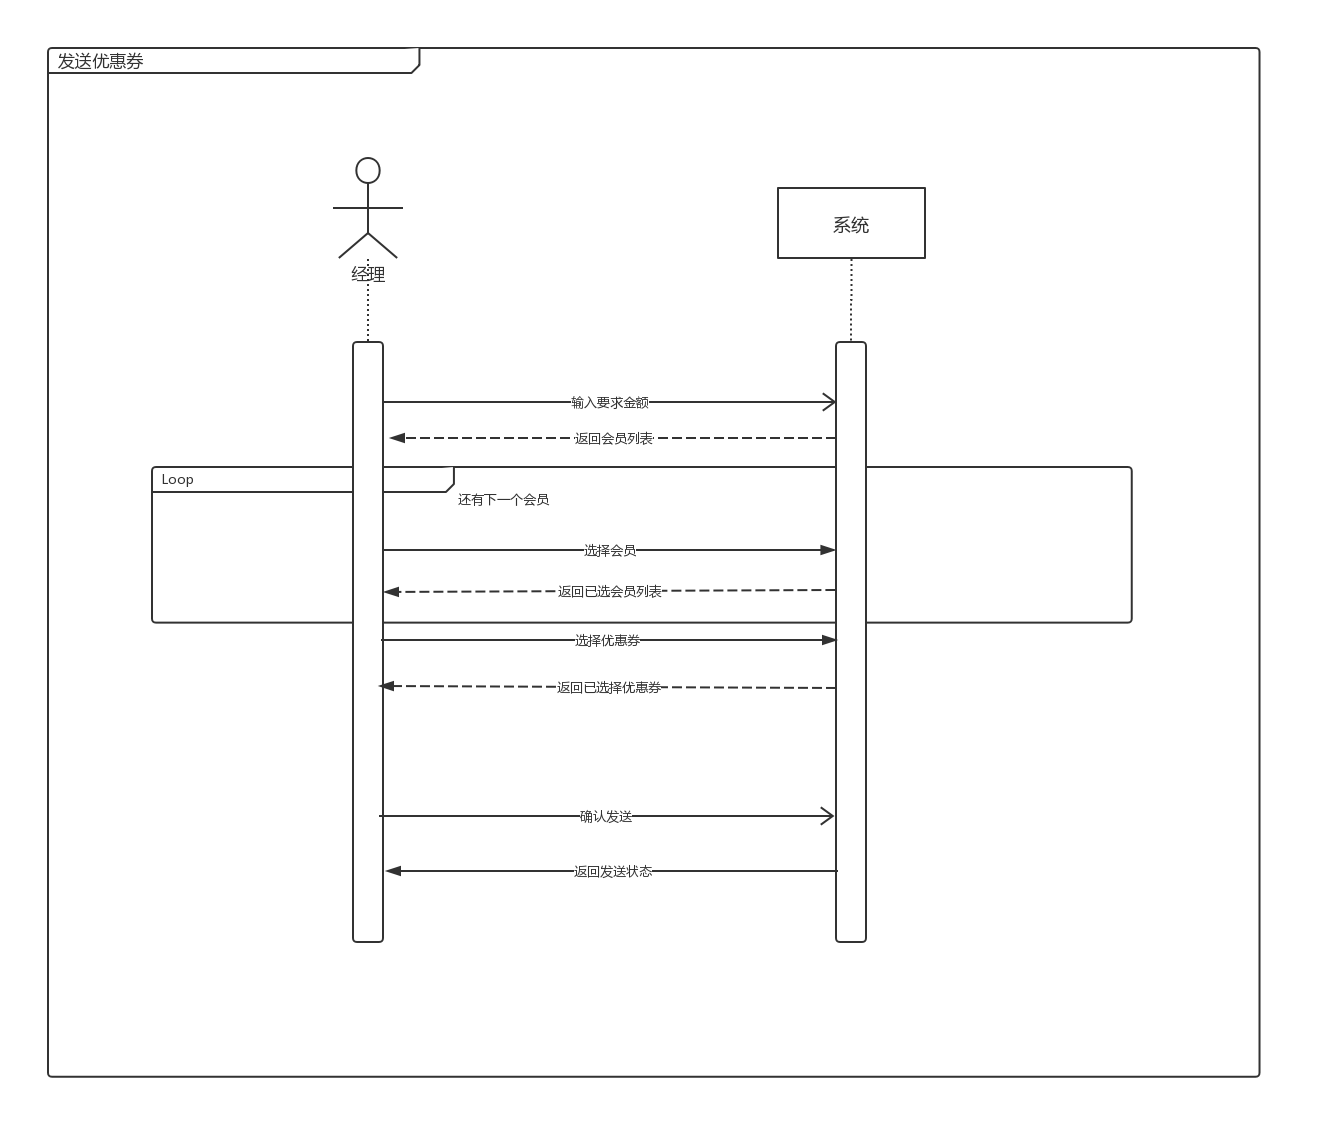 发送优惠券
系统
经理
输入要求金额
返回会员列表
Loop
还有下一个会员
选择会员
返回已选会员列表
选择优惠券
返回已选择优惠券
确认发送
返回发送状态